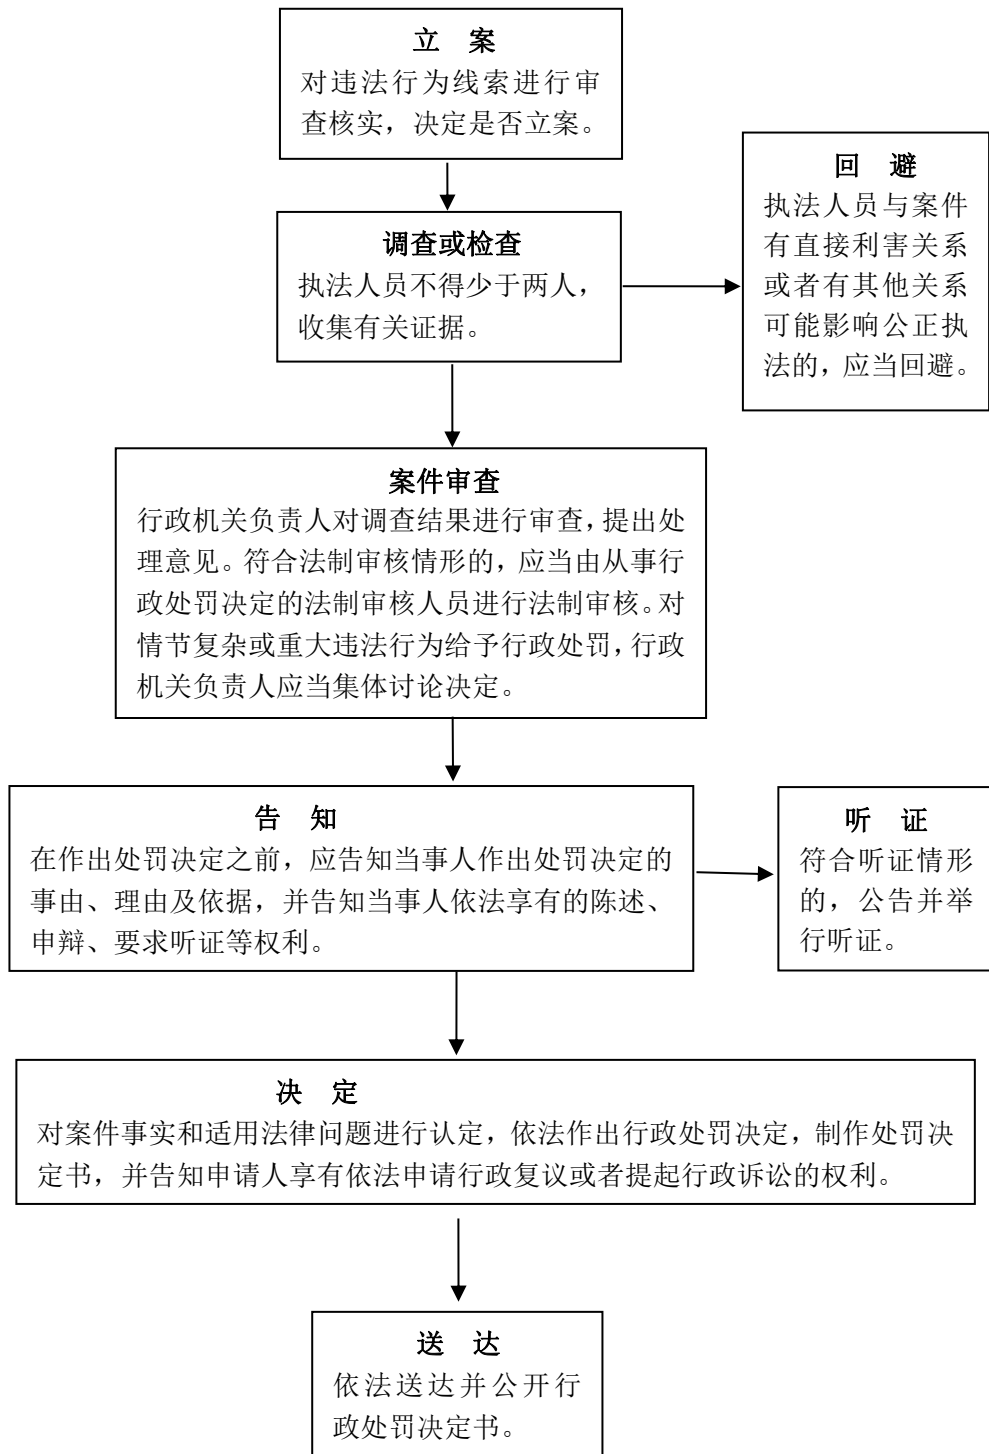 立 案
对违法行为线索进行审
查核实，决定是否立案。
回 避
执法人员与案件
有直接利害关系
或者有其他关系
可能影响公正执
法的，应当回避。
调查或检查
执法人员不得少于两人，
收集有关证据。
案件审查
行政机关负责人对调查结果进行审查，提出处
理意见。符合法制审核情形的，应当由从事行
政处罚决定的法制审核人员进行法制审核。对
情节复杂或重大违法行为给予行政处罚，行政
机关负责人应当集体讨论决定。
告 知
在作出处罚决定之前，应告知当事人作出处罚决定的
事由、理由及依据，并告知当事人依法享有的陈述、
申辩、要求听证等权利。
听 证
符合听证情形
的，公告并举
行听证。
决 定
对案件事实和适用法律问题进行认定，依法作出行政处罚决定，制作处罚决
定书，并告知申请人享有依法申请行政复议或者提起行政诉讼的权利。
送 达
依法送达并公开行
政处罚决定书。